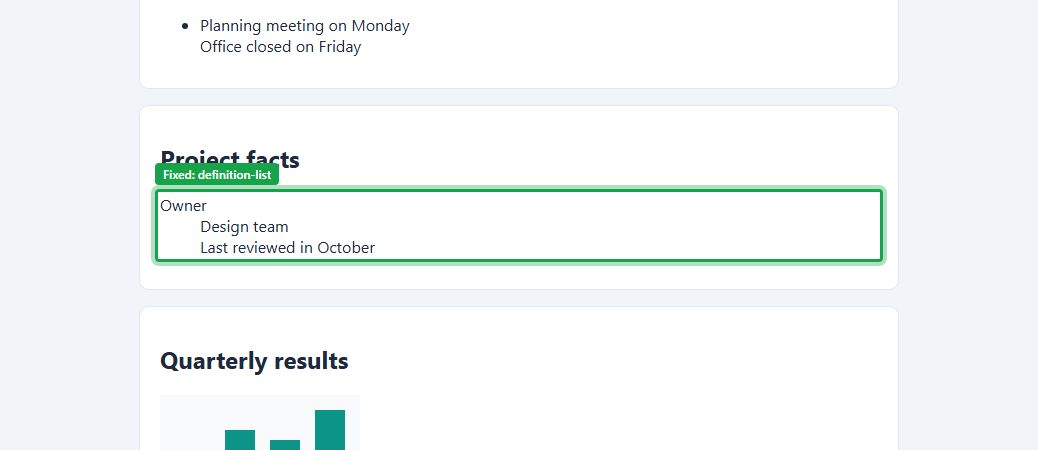 Planning meeting on Monday
Office closed on Friday
Project facts
Fixed: definition-list
Owner
Design team
Last reviewed in October
Quarterly results